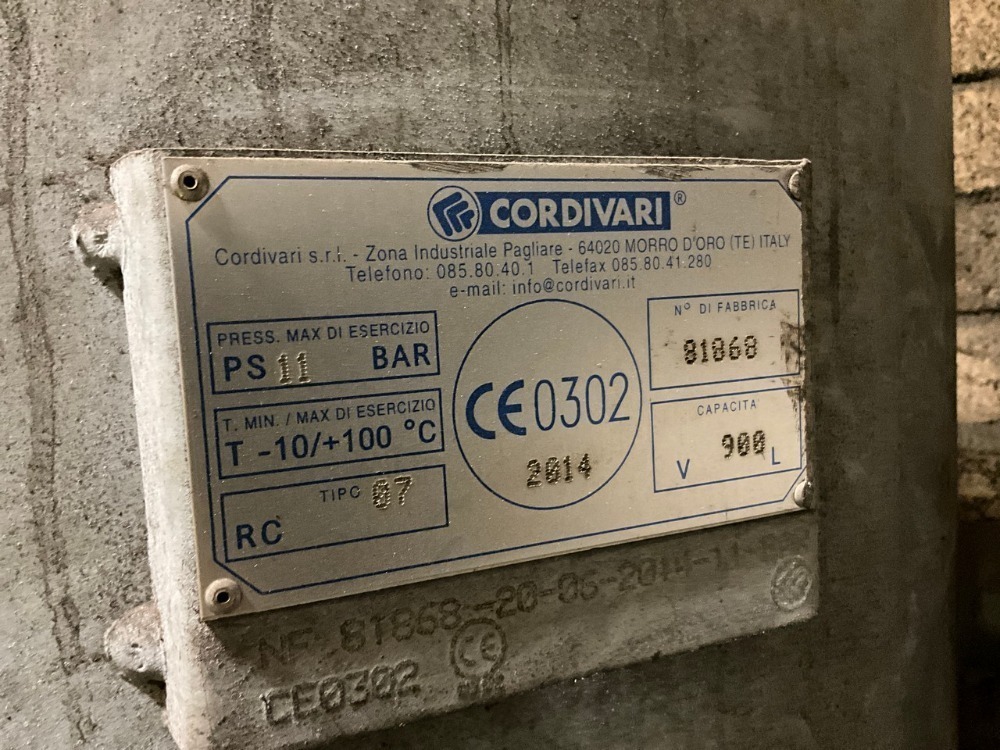 CORDIVARI®
Cordivari s.r.l. - Zona Industriale Pagliare - 64020 MORRO D'ORO (TE) ITALY
Telefono: 085.80.40.1 Telefax 085.80.41.280
e-mail: info@cordivari.it
PRESS. MAX DI ESERCIZIO
PS 11 BAR
T. MIN. / MAX DI ESERCIZIO
T -10/+100 °C
TIPO 07
RC
CE0302
2014
N° DI FABBRICA
81868
CAPACITA
900
V L
NF 81868-20-06-2014-11
CE0302 CE